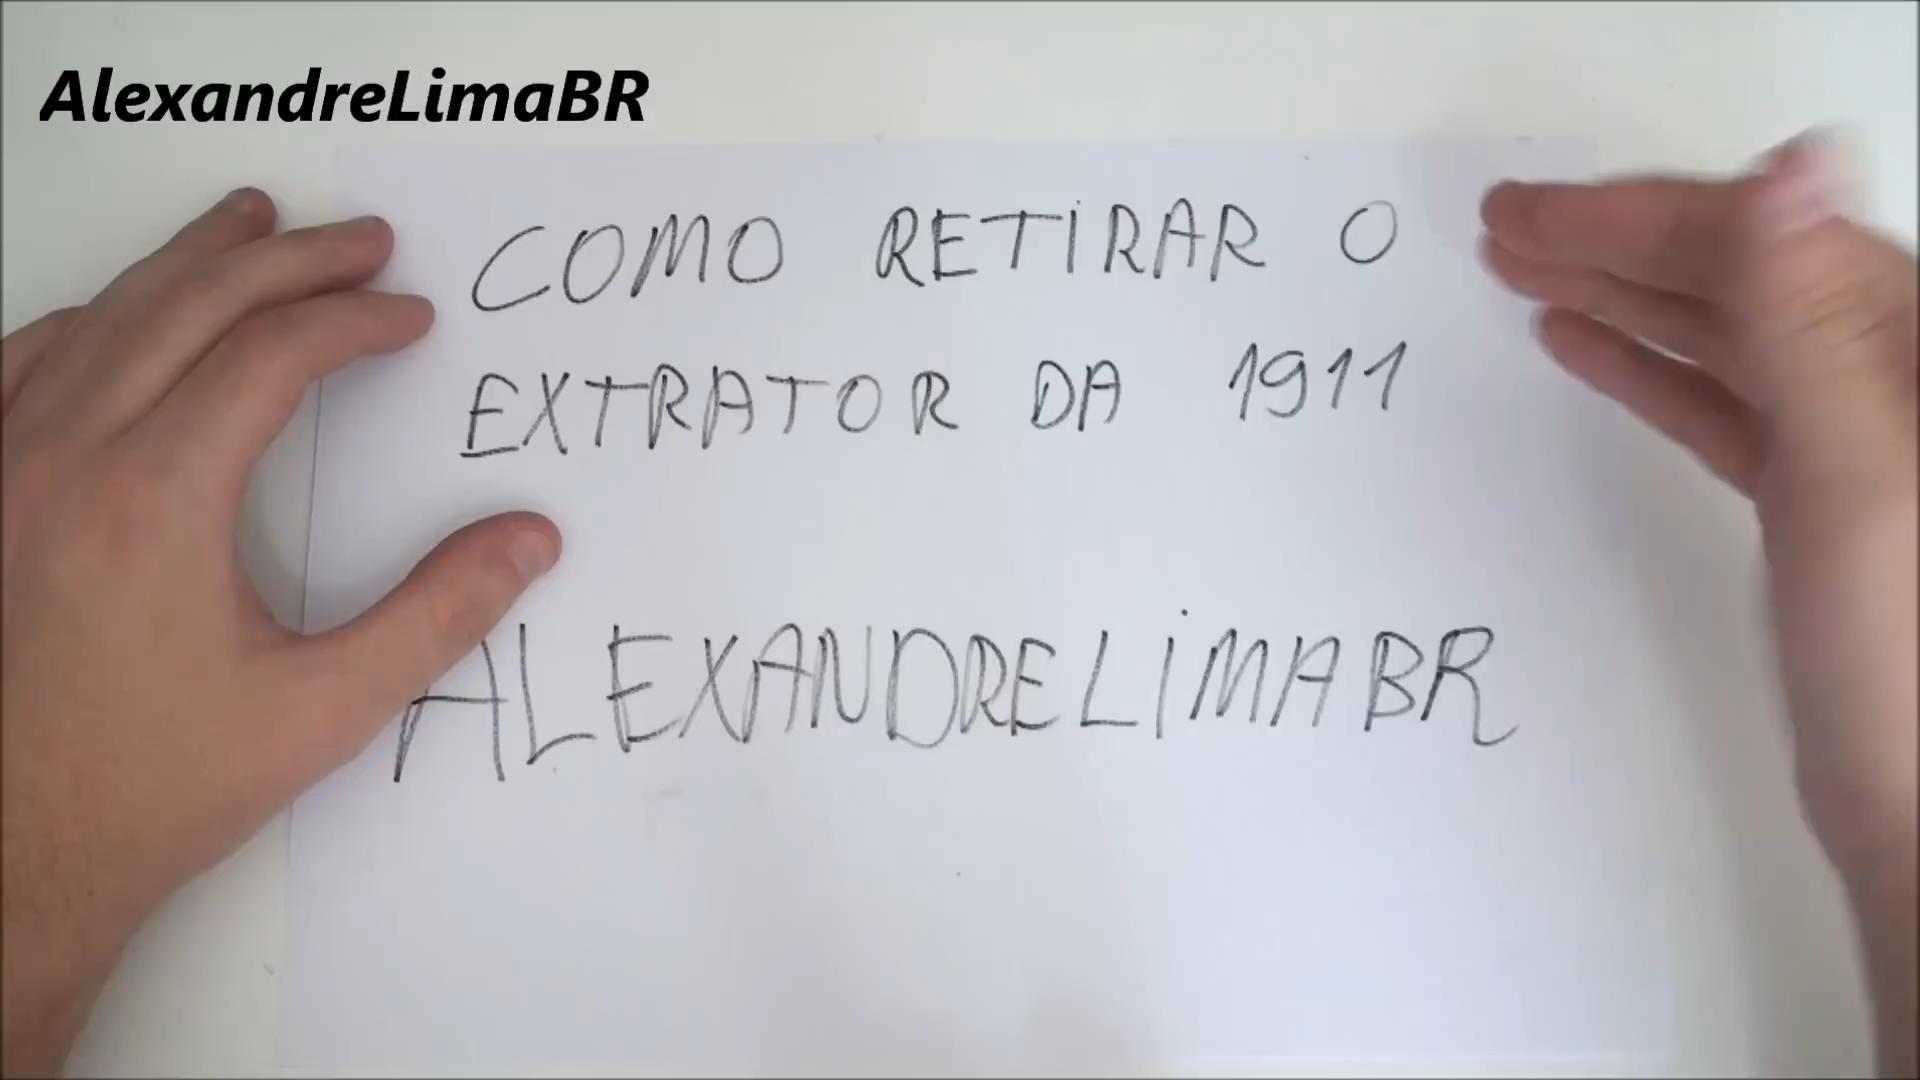 AlexandreLimaBR
COMO RETIRAR O
EXTRATOR DA 1911
ALEXANDRELIMABR